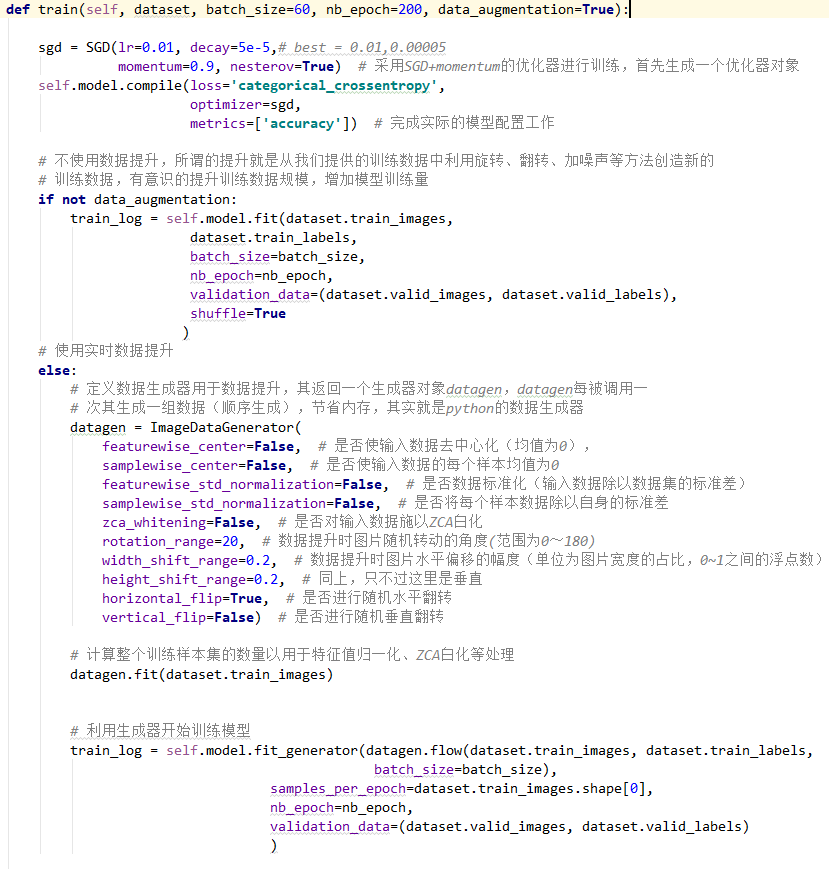 def train(self, dataset, batch_size=60, nb_epoch=200, data_augmentation=True):
sgd = SGD(lr=0.01, decay=5e-5,# best = 0.01,0.00005
momentum=0.9, nesterov=True)  # 采用SGD+momentum的优化器进行训练，首先生成一个优化器对象
self.model.compile(loss='categorical_crossentropy',
optimizer=sgd,
metrics=['accuracy'])  # 完成实际的模型配置工作
# 不使用数据提升，所谓的提升就是从我们提供的训练数据中利用旋转、翻转、加噪声等方法创造新的
# 训练数据，有意识的提升训练数据规模，增加模型训练量
if not data_augmentation:
train_log = self.model.fit(dataset.train_images,
dataset.train_labels,
batch_size=batch_size,
nb_epoch=nb_epoch,
validation_data=(dataset.valid_images, dataset.valid_labels),
shuffle=True
)
# 使用实时数据提升
else:
# 定义数据生成器用于数据提升，其返回一个生成器对象datagen，datagen每被调用一
# 次其生成一组数据（顺序生成），节省内存，其实就是python的数据生成器
datagen = ImageDataGenerator(
featurewise_center=False,  # 是否使输入数据去中心化（均值为0），
samplewise_center=False,  # 是否使输入数据的每个样本均值为0
featurewise_std_normalization=False,  # 是否数据标准化（输入数据除以数据集的标准差）
samplewise_std_normalization=False,  # 是否将每个样本数据除以自身的标准差
zca_whitening=False,  # 是否对输入数据施以ZCA白化
rotation_range=20,  # 数据提升时图片随机转动的角度(范围为0～180)
width_shift_range=0.2,  # 数据提升时图片水平偏移的幅度（单位为图片宽度的占比，0~1之间的浮点数）
height_shift_range=0.2,  # 同上，只不过这里是垂直
horizontal_flip=True,  # 是否进行随机水平翻转
vertical_flip=False)  # 是否进行随机垂直翻转
# 计算整个训练样本集的数量以用于特征值归一化、ZCA白化等处理
datagen.fit(dataset.train_images)
# 利用生成器开始训练模型
train_log = self.model.fit_generator(datagen.flow(dataset.train_images, dataset.train_labels,
batch_size=batch_size),
samples_per_epoch=dataset.train_images.shape[0],
nb_epoch=nb_epoch,
validation_data=(dataset.valid_images, dataset.valid_labels)
)